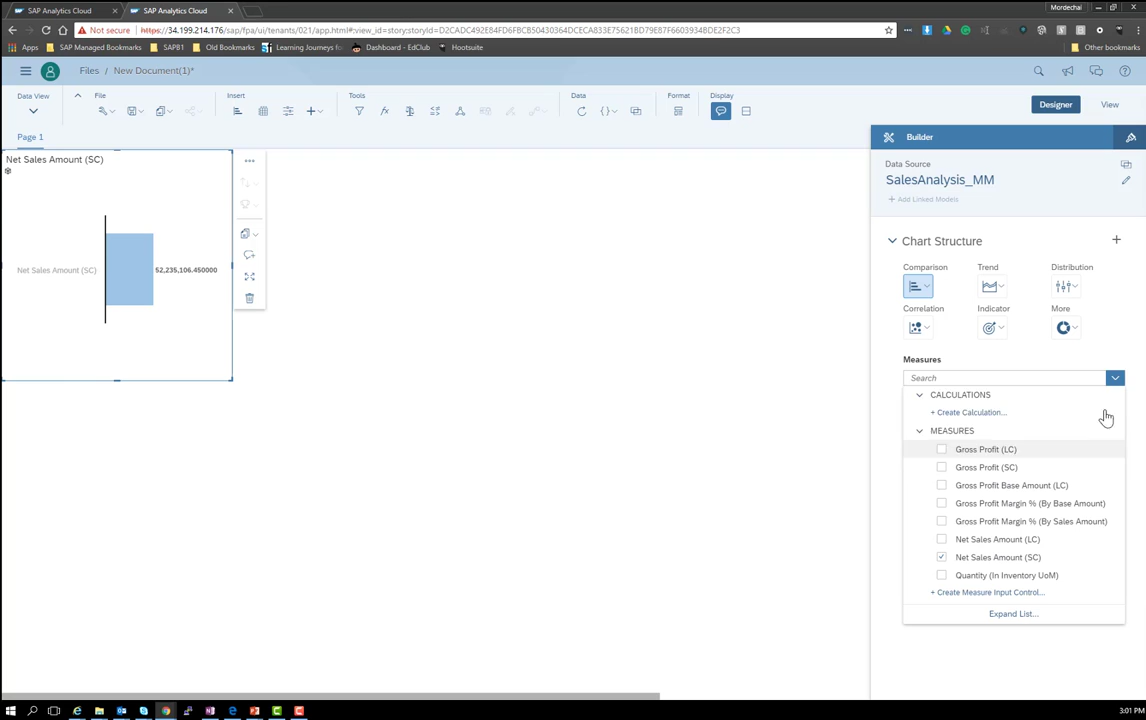 Mordechai
SAP Analytics Cloud
SAP Analytics Cloud
Not secure https://34.199.214.176/sap/fpa/ui/tenants/021/app.html#;view_id=story;storyId=D2CADC492E84FD6FBCB50430364DCECA833E75621BD79E87F66039348DE2F2C3
Apps SAP Managed Bookmarks SAPB1 Old Bookmarks Learning Journeys for Dashboard - EdClub Hootsuite Other bookmarks
Files / New Document(1)*
Data View File Insert Tools Data Format Display
fx Designer View
Page 1
Builder
Net Sales Amount (SC)
Data Source
SalesAnalysis_MM
+ Add Linked Models
Chart Structure
Comparison Trend Distribution
Correlation Indicator More
Net Sales Amount (SC) 52,235,106.450000
Measures
Search
CALCULATIONS
+ Create Calculation...
MEASURES
Gross Profit (LC)
Gross Profit (SC)
Gross Profit Base Amount (LC)
Gross Profit Margin % (By Base Amount)
Gross Profit Margin % (By Sales Amount)
Net Sales Amount (LC)
Net Sales Amount (SC)
Quantity (In Inventory UoM)
+ Create Measure Input Control...
Expand List...
3:01 PM